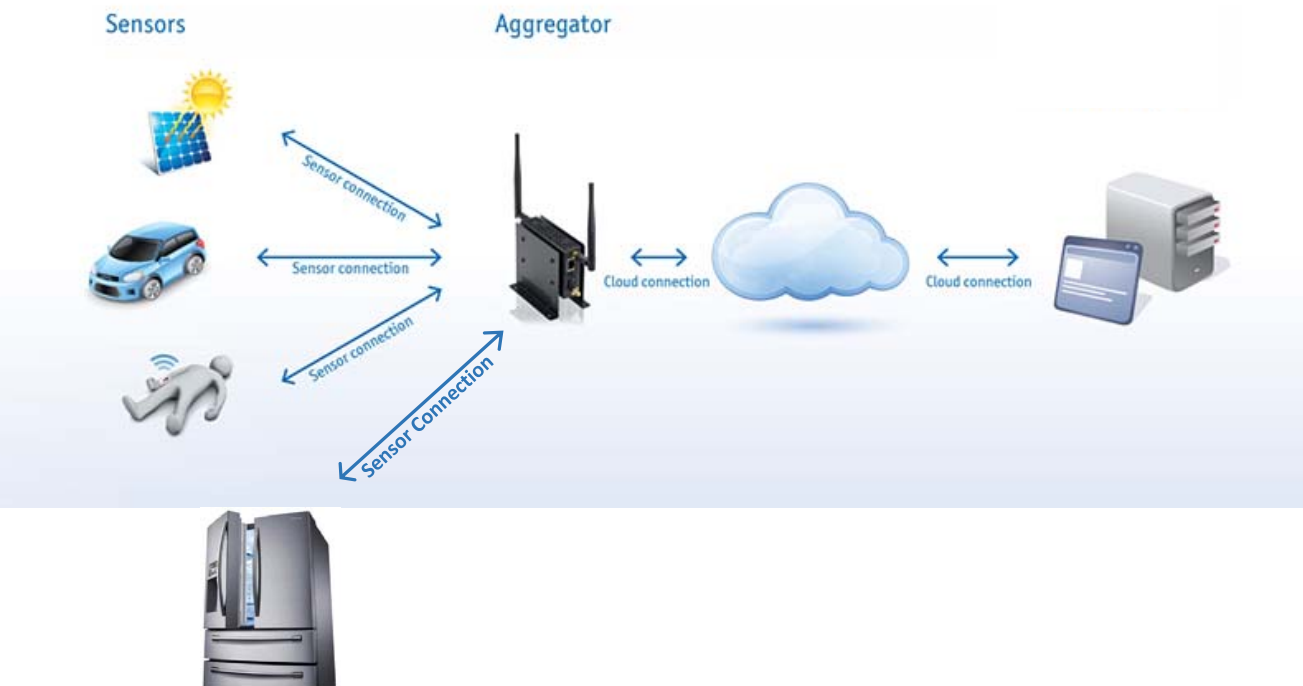 Sensors
Aggregator
Sensor connection
Sensor connection
Cloud connection
Cloud connection
Sensor connection
Sensor Connection